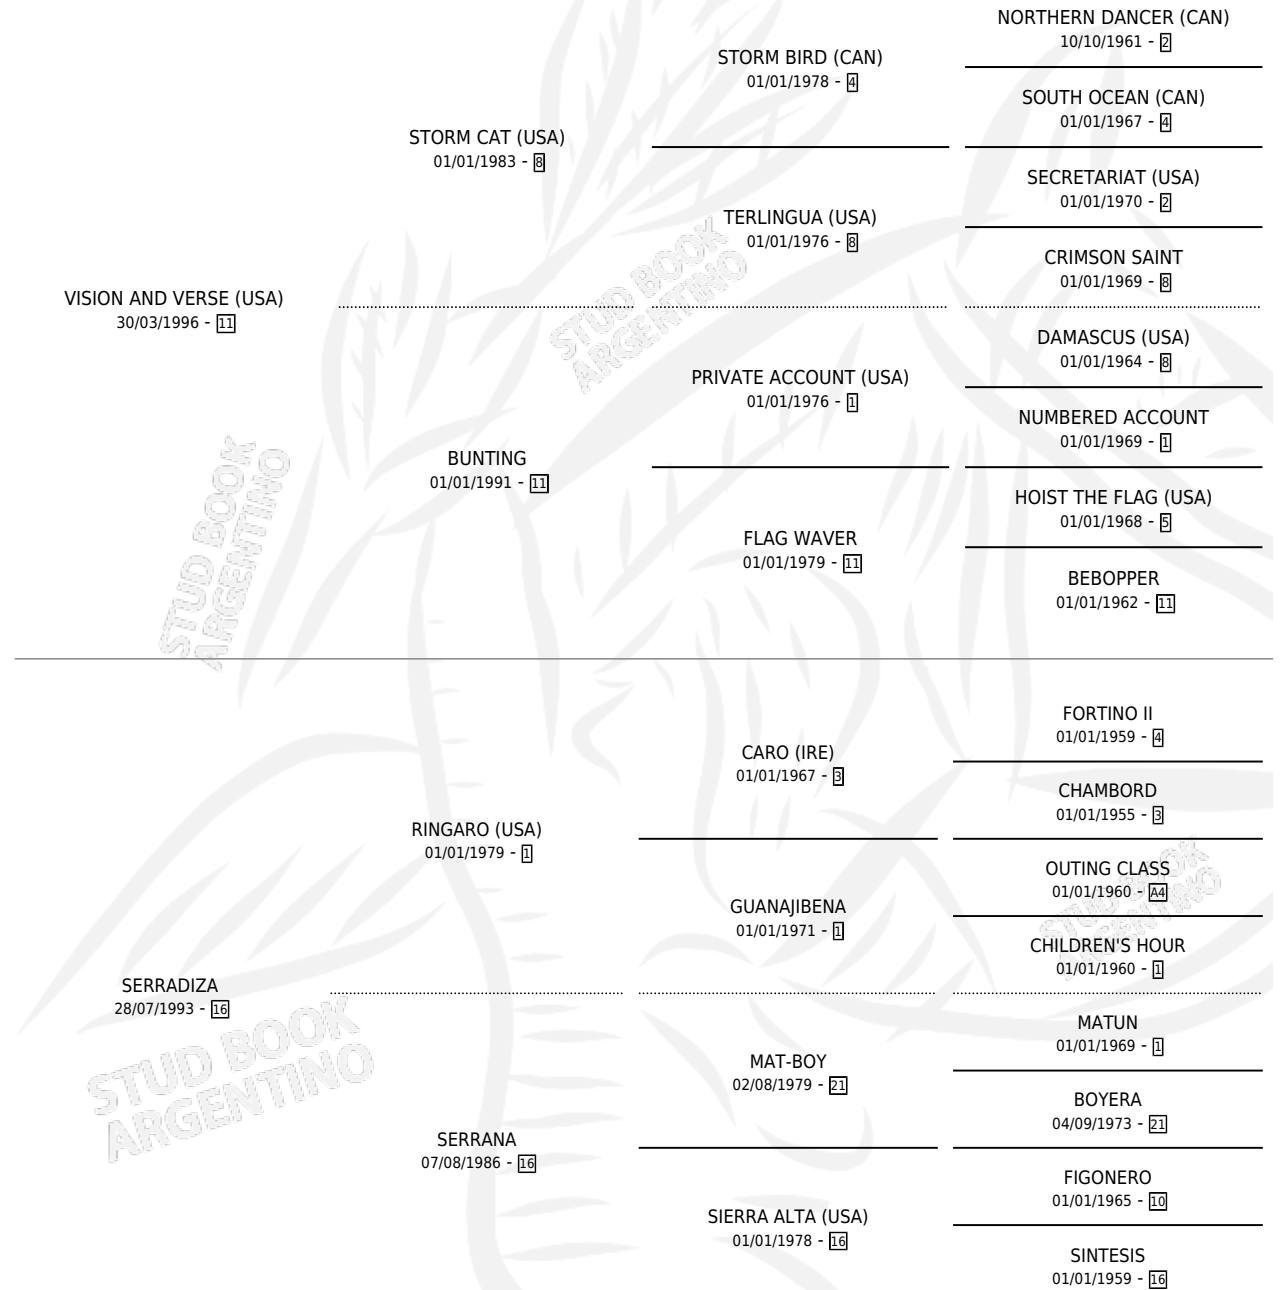 NORTHERN DANCER (CAN)
10/10/1961 - 2
STORM BIRD (CAN)
01/01/1978 - 4
SOUTH OCEAN (CAN)
01/01/1967 - 4
STORM CAT (USA)
01/01/1983 - 8
SECRETARIAT (USA)
01/01/1970 - 2
TERLINGUA (USA)
01/01/1976 - 8
CRIMSON SAINT
01/01/1969 - 8
VISION AND VERSE (USA)
30/03/1996 - 11
DAMASCUS (USA)
01/01/1964 - 8
PRIVATE ACCOUNT (USA)
01/01/1976 - 1
NUMBERED ACCOUNT
01/01/1969 - 1
BUNTING
01/01/1991 - 11
HOIST THE FLAG (USA)
01/01/1968 - 5
FLAG WAVER
01/01/1979 - 11
BEBOPPER
01/01/1962 - 11
FORTINO II
01/01/1959 - 4
CARO (IRE)
01/01/1967 - 3
CHAMBORD
01/01/1955 - 3
RINGARO (USA)
01/01/1979 - 1
OUTING CLASS
01/01/1960 - A4
GUANAJIBENA
01/01/1971 - 1
CHILDREN'S HOUR
01/01/1960 - 1
SERRADIZA
28/07/1993 - 16
MATUN
01/01/1969 - 1
MAT-BOY
02/08/1979 - 21
BOYERA
04/09/1973 - 21
SERRANA
07/08/1986 - 16
FIGONERO
01/01/1965 - 10
SIERRA ALTA (USA)
01/01/1978 - 16
SINTESIS
01/01/1959 - 16
STUD BOOK
ARGENTINO
STUD BOOK
ARGENTINO
STUD BOOK
ARGENTINO
STUD BOOK
ARGENTINO